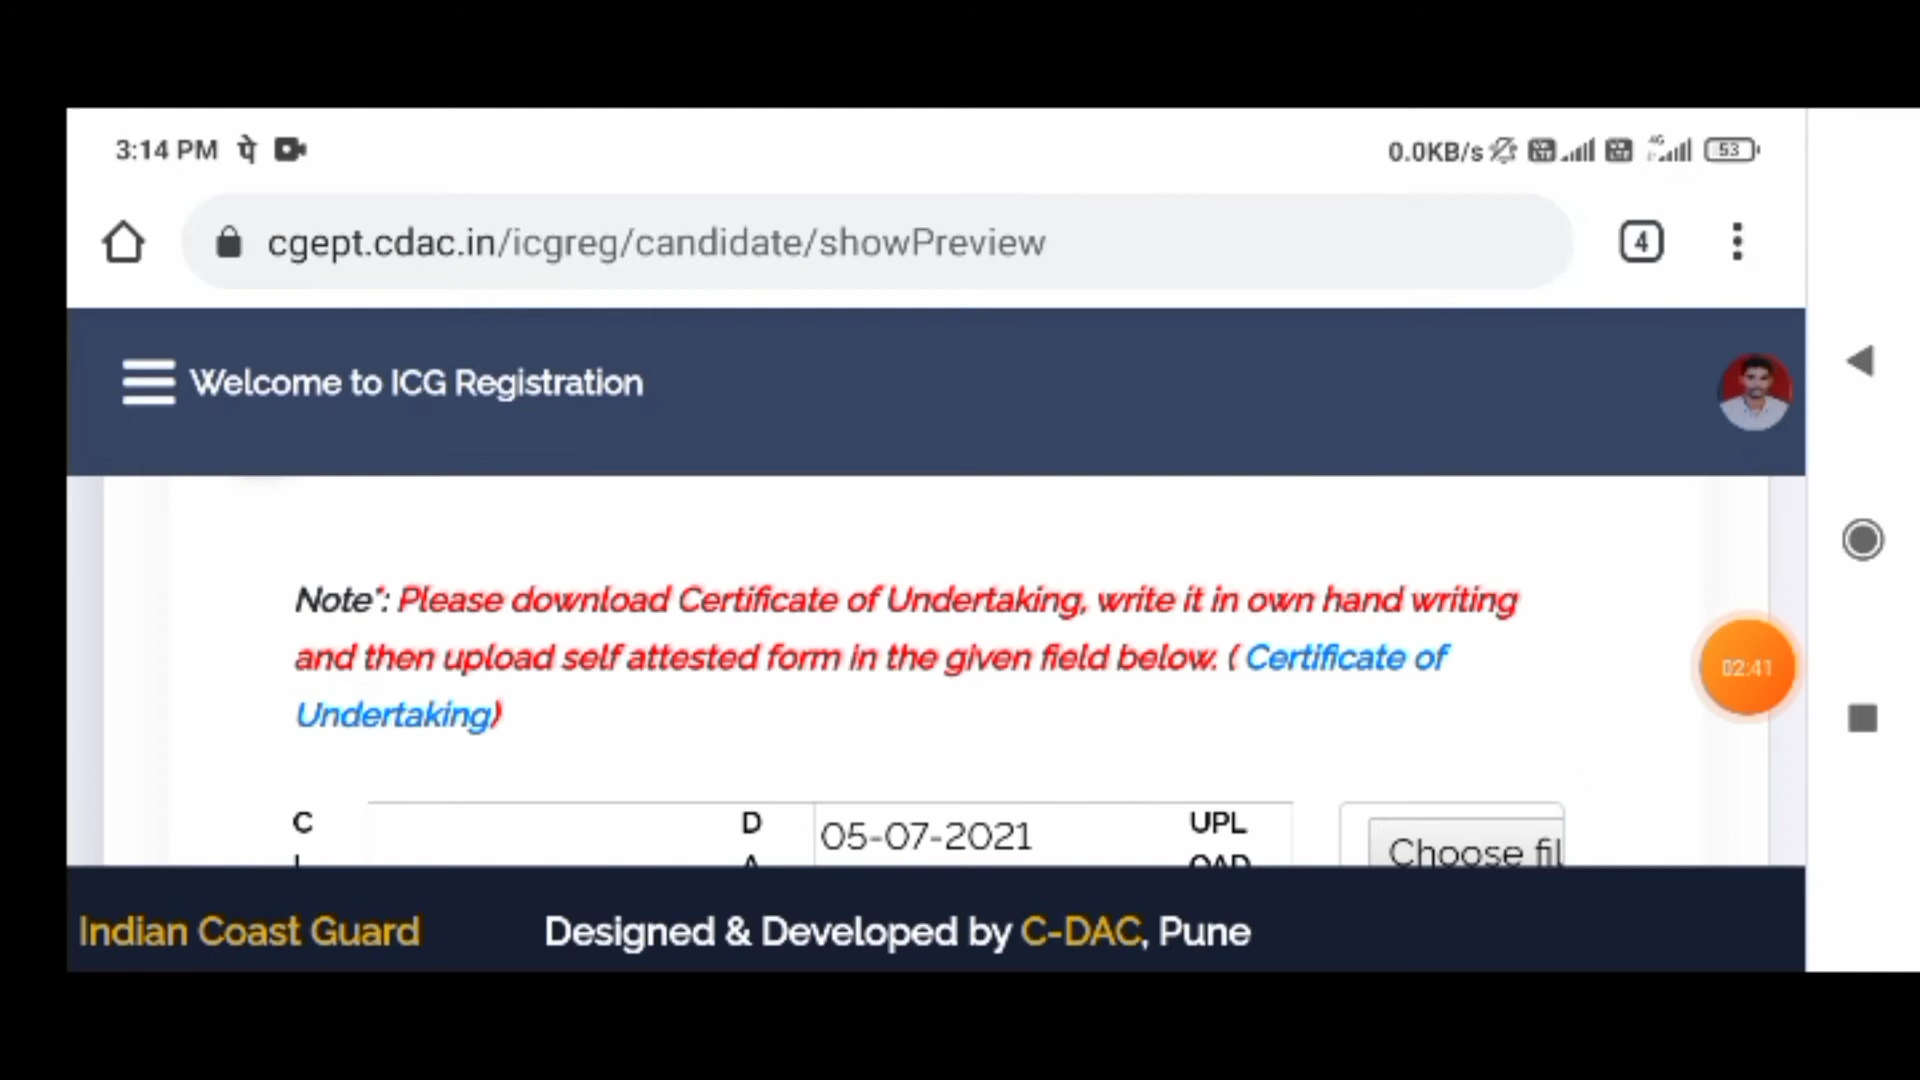 3:14 PM पे 0.0KB/s 4G 53
cgept.cdac.in/icgreg/candidate/showPreview 4
Welcome to ICG Registration
Note*: Please download Certificate of Undertaking, write it in own hand writing
and then upload self attested form in the given field below. ( Certificate of
Undertaking)
02:41
C D 05-07-2021 UPL Choose fil
Indian Coast Guard Designed & Developed by C-DAC, Pune